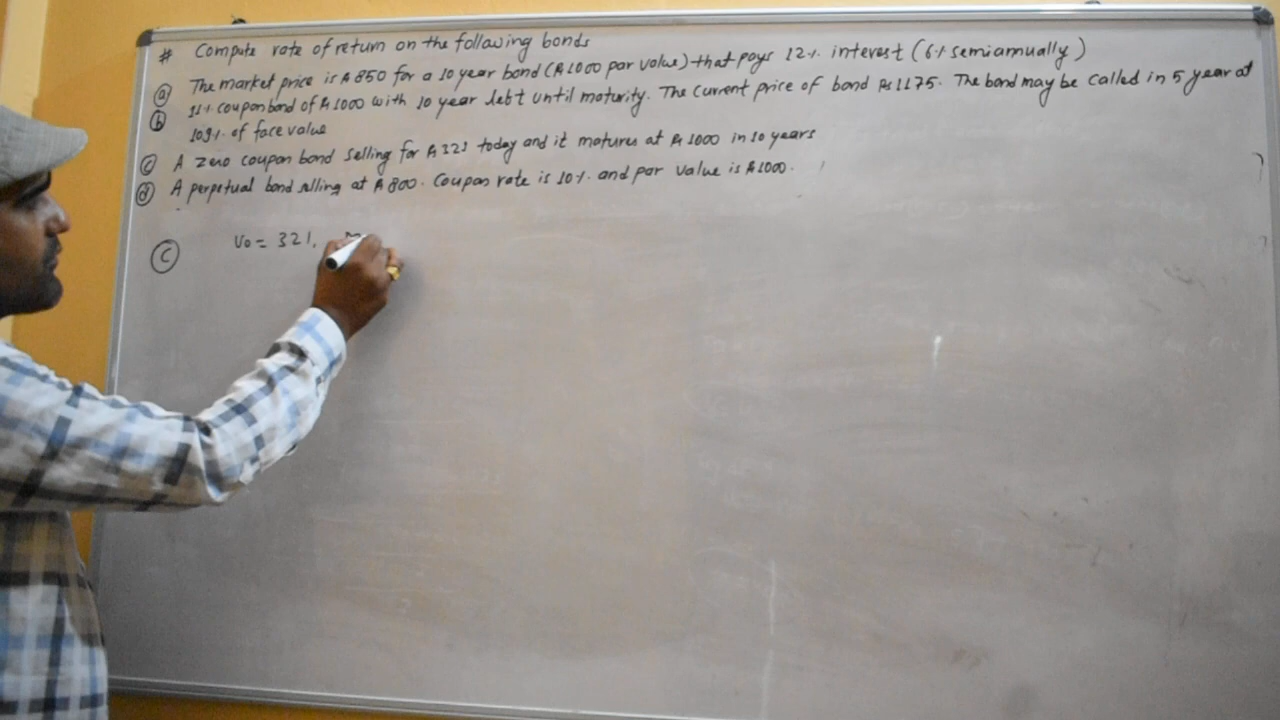 # Compute rate of return on the following bonds
(a) The market price is Rs 850 for a 10 year bond (Rs 1000 par value) that pays 12% interest (6% semiannually)
(b) 11% coupon bond of Rs 1000 with 10 year debt until maturity. The current price of bond Rs 1175. The bond may be called in 5 year at
109% of face value
(c) A zero coupon bond selling for Rs 321 today and it matures at Rs 1000 in 10 years
(d) A perpetual bond selling at Rs 800. Coupon rate is 10% and par value is Rs 1000.
(c) V0 = 321,